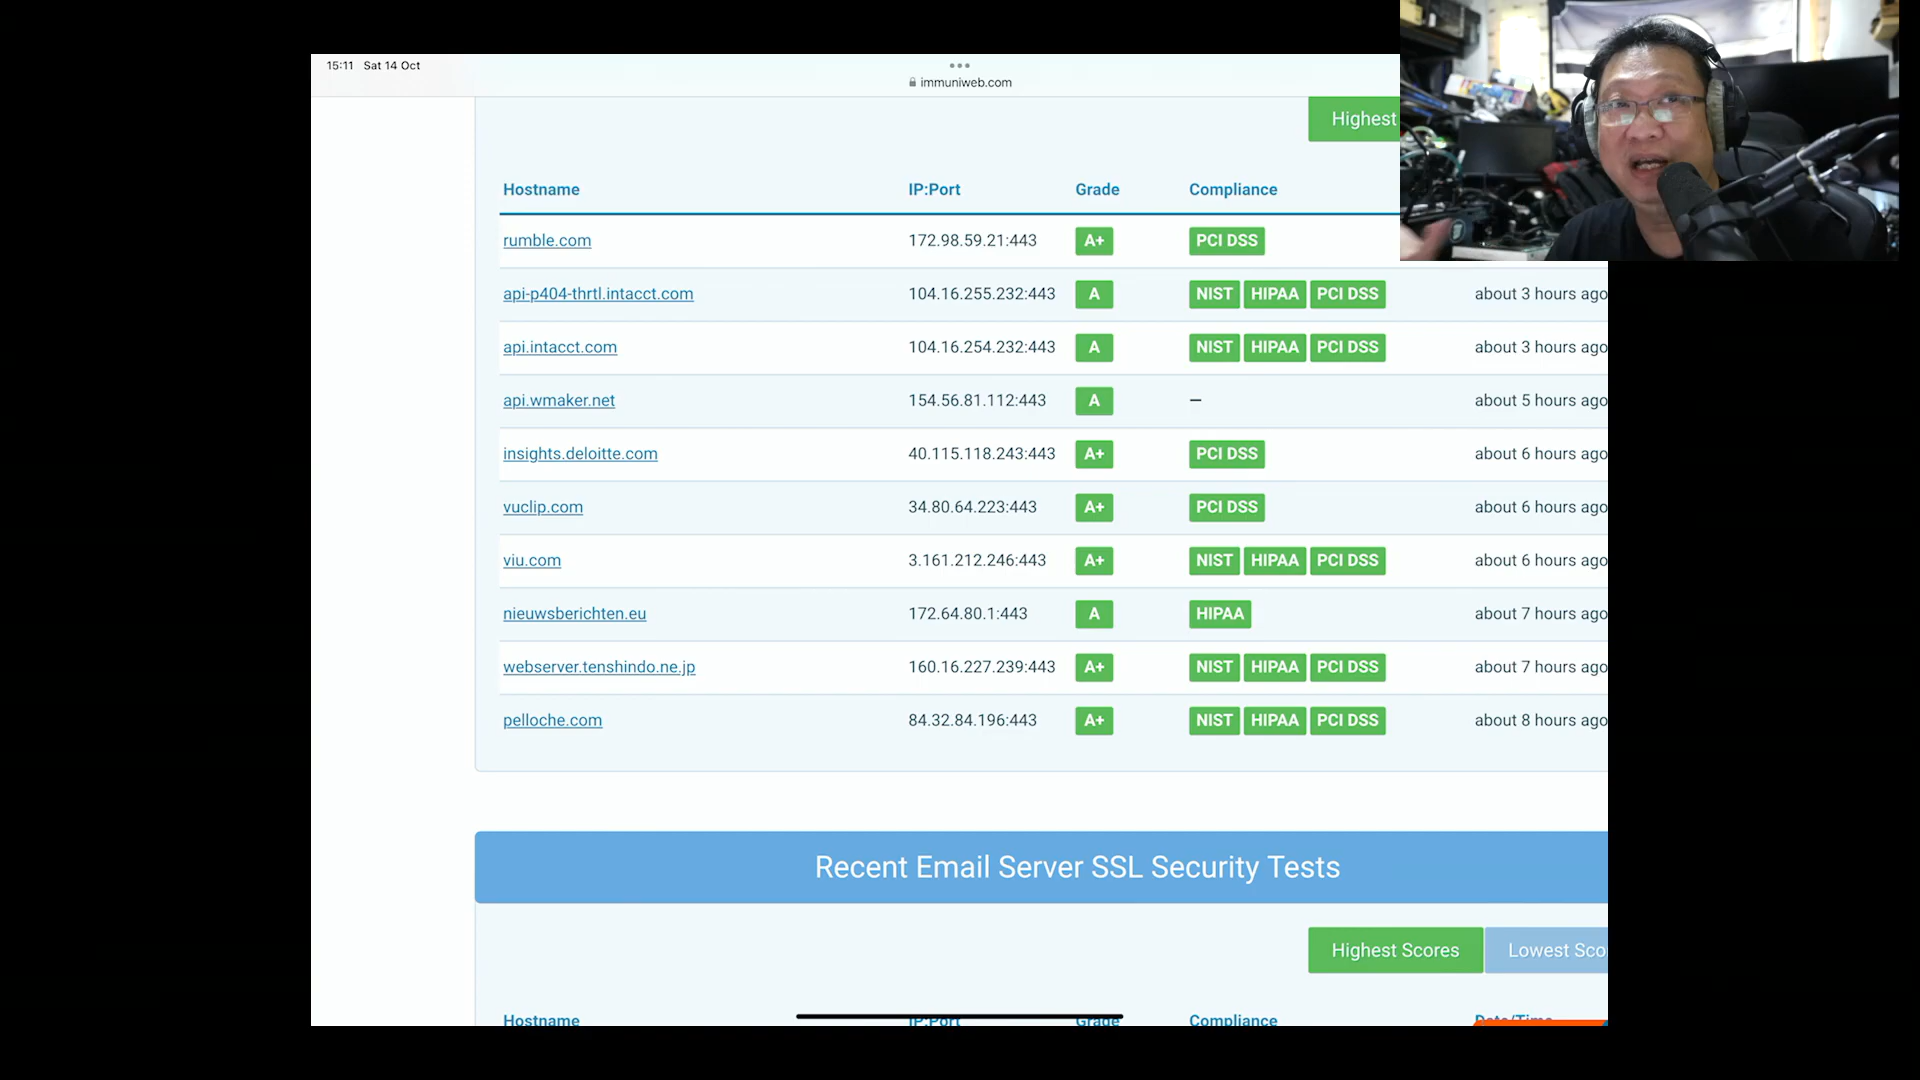 15:11 Sat 14 Oct
immuniweb.com
Highest
Hostname IP:Port Grade Compliance
rumble.com 172.98.59.21:443 A+ PCI DSS
api-p404-thrtl.intacct.com 104.16.255.232:443 A NIST HIPAA PCI DSS about 3 hours ago
api.intacct.com 104.16.254.232:443 A NIST HIPAA PCI DSS about 3 hours ago
api.wmaker.net 154.56.81.112:443 A — about 5 hours ago
insights.deloitte.com 40.115.118.243:443 A+ PCI DSS about 6 hours ago
vuclip.com 34.80.64.223:443 A+ PCI DSS about 6 hours ago
viu.com 3.161.212.246:443 A+ NIST HIPAA PCI DSS about 6 hours ago
nieuwsberichten.eu 172.64.80.1:443 A HIPAA about 7 hours ago
webserver.tenshindo.ne.jp 160.16.227.239:443 A+ NIST HIPAA PCI DSS about 7 hours ago
pelloche.com 84.32.84.196:443 A+ NIST HIPAA PCI DSS about 8 hours ago
Recent Email Server SSL Security Tests
Highest Scores Lowest Sco
Hostname IP:Port Grade Compliance Date/Time